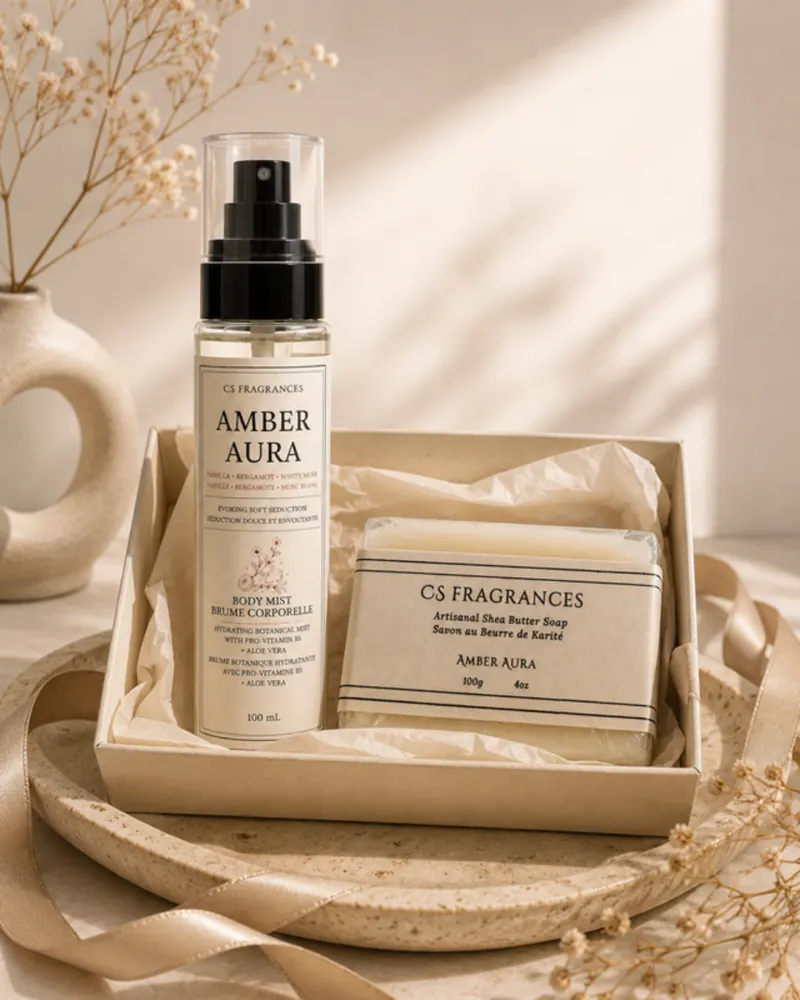 CS FRAGRANCES
AMBER
AURA
VANILLA • BERGAMOT • WHITE MUSK
VANILLE • BERGAMOTE • MUSC BLANC
EVOKING SOFT SEDUCTION
SÉDUCTION DOUCE ET ENVOUTANTE
BODY MIST
BRUME CORPORELLE
HYDRATING BOTANICAL MIST
WITH PRO-VITAMIN B5
+ ALOE VERA
BRUME BOTANIQUE HYDRATANTE
AVEC PRO-VITAMINE B5
+ ALOE VERA
100 mL
CS FRAGRANCES
Artisanal Shea Butter Soap
Savon au Beurre de Karité
AMBER AURA
100g 4oz